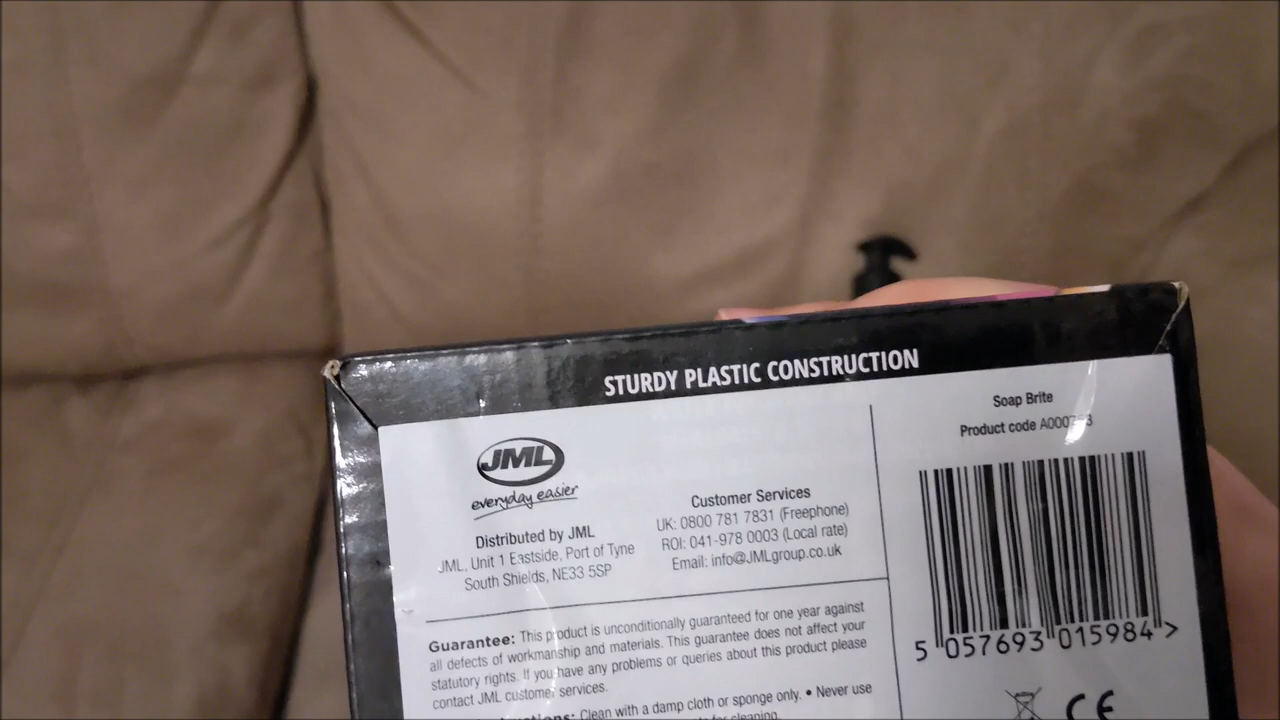 STURDY PLASTIC CONSTRUCTION
JML
everyday easier
Distributed by JML
JML, Unit 1 Eastside, Port of Tyne
South Shields, NE33 5SP
Customer Services
UK: 0800 781 7831 (Freephone)
ROI: 041-978 0003 (Local rate)
Email: info@JMLgroup.co.uk
Guarantee: This product is unconditionally guaranteed for one year against
all defects of workmanship and materials. This guarantee does not affect your
statutory rights. If you have any problems or queries about this product please
contact JML customer services.
Clean with a damp cloth or sponge only. • Never use
for cleaning.
Soap Brite
Product code
5 057693 015984 >
CE